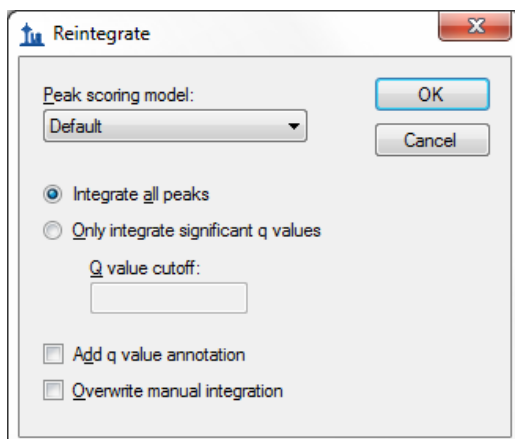 Reintegrate
Peak scoring model:
OK
Default
Cancel
Integrate all peaks
Only integrate significant q values
Q value cutoff:
Add q value annotation
Overwrite manual integration